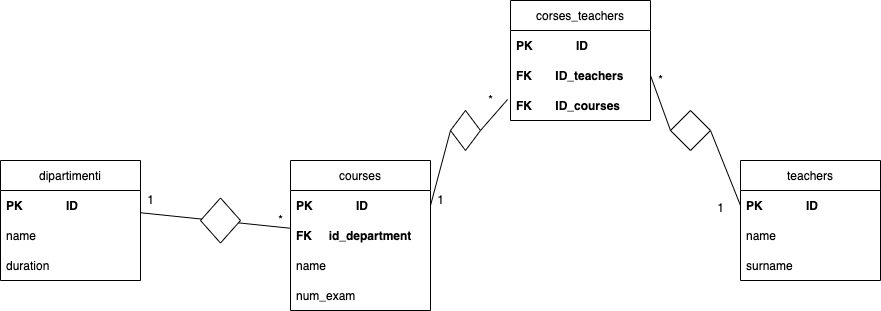 corses_teachers
PK ID
FK ID_teachers
FK ID_courses
*
*
dipartimenti
PK ID
name
duration
1
*
courses
PK ID
FK id_department
name
num_exam
1
1
teachers
PK ID
name
surname